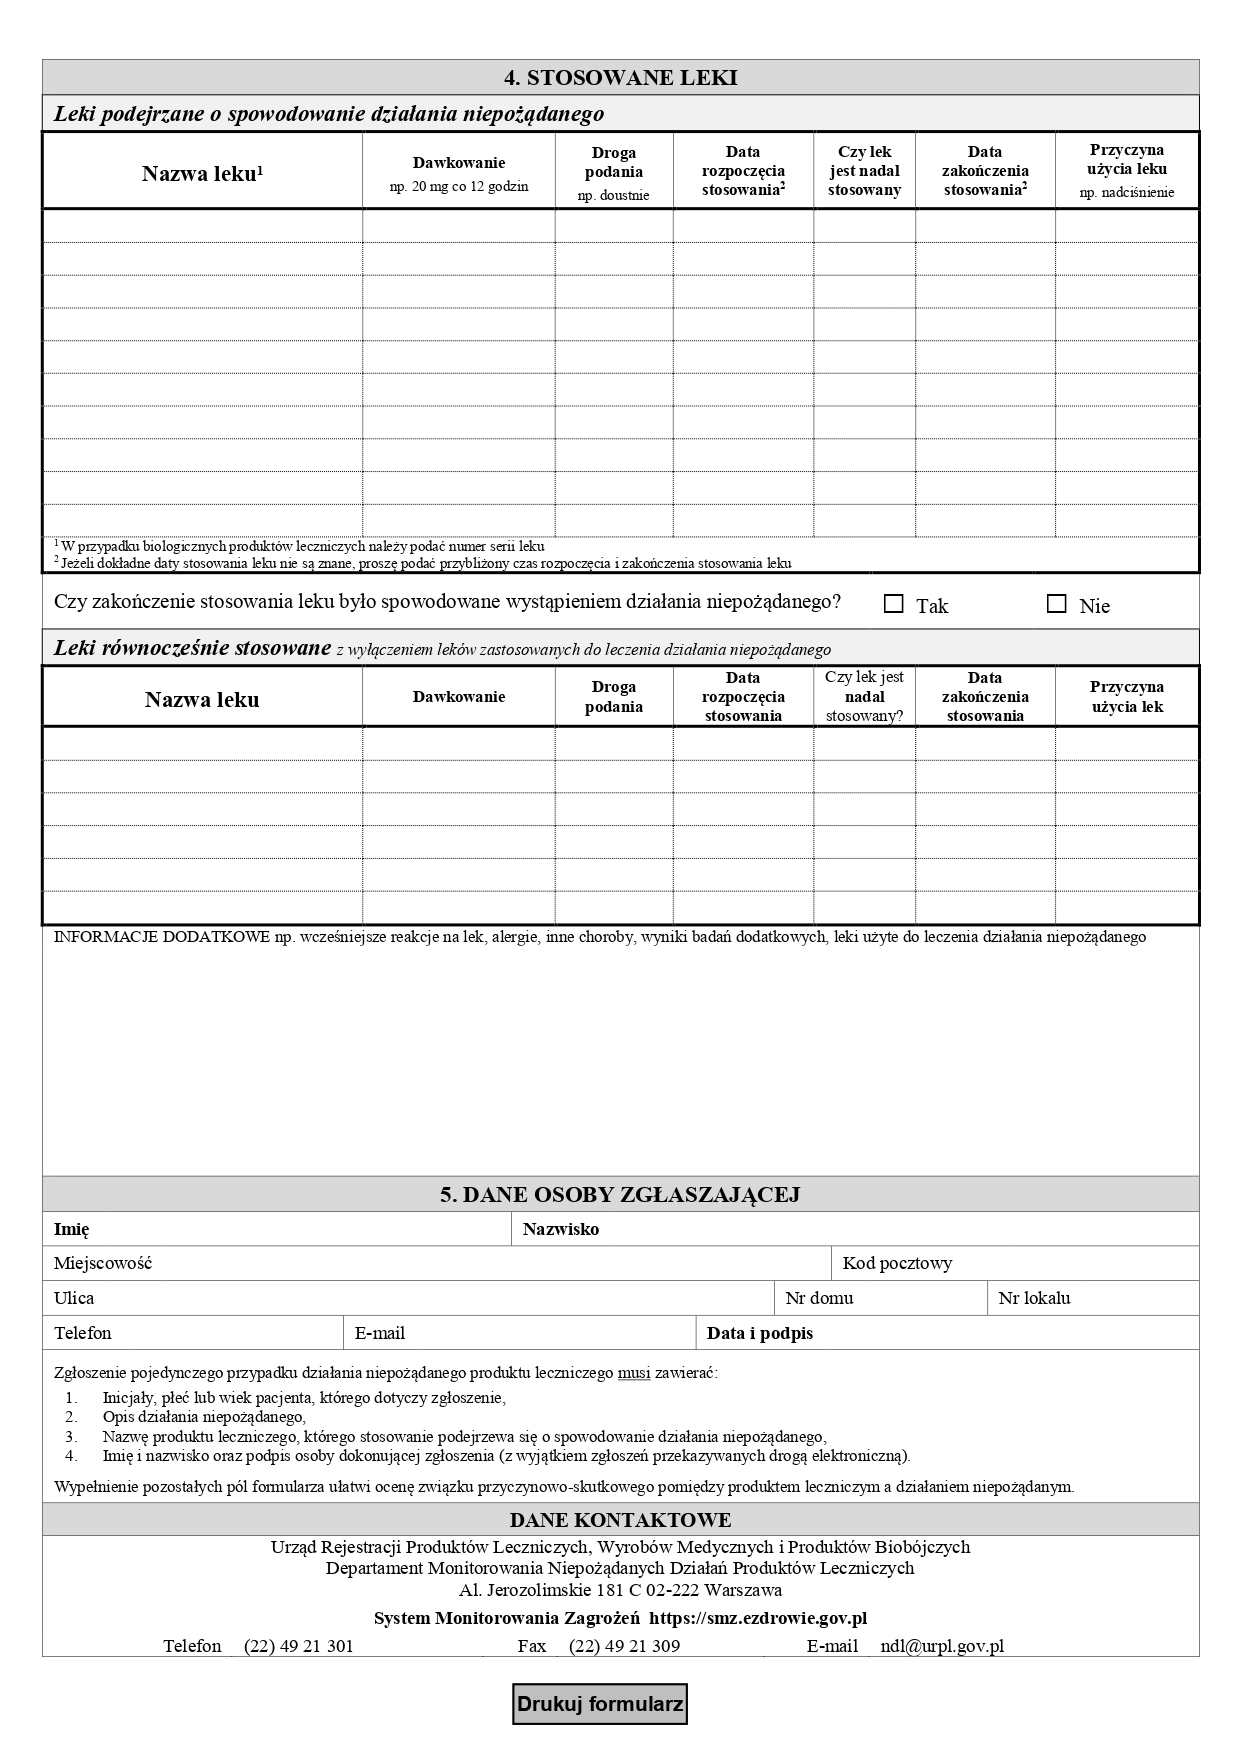 4. STOSOWANE LEKI
Leki podejrzane o spowodowanie działania niepożądanego
Nazwa leku¹
Dawkowanie
np. 20 mg co 12 godzin
Droga
podania
np. doustnie
Data
rozpoczęcia
stosowania²
Czy lek
jest nadal
stosowany
Data
zakończenia
stosowania²
Przyczyna
użycia leku
np. nadciśnienie
¹ W przypadku biologicznych produktów leczniczych należy podać numer serii leku
² Jeżeli dokładne daty stosowania leku nie są znane, proszę podać przybliżony czas rozpoczęcia i zakończenia stosowania leku
Czy zakończenie stosowania leku było spowodowane wystąpieniem działania niepożądanego? ☐ Tak ☐ Nie
Leki równocześnie stosowane z wyłączeniem leków zastosowanych do leczenia działania niepożądanego
Nazwa leku
Dawkowanie
Droga
podania
Data
rozpoczęcia
stosowania
Czy lek jest
nadal
stosowany?
Data
zakończenia
stosowania
Przyczyna
użycia lek
INFORMACJE DODATKOWE np. wcześniejsze reakcje na lek, alergie, inne choroby, wyniki badań dodatkowych, leki użyte do leczenia działania niepożądanego
5. DANE OSOBY ZGŁASZAJĄCEJ
Imię Nazwisko
Miejscowość Kod pocztowy
Ulica Nr domu Nr lokalu
Telefon E-mail Data i podpis
Zgłoszenie pojedynczego przypadku działania niepożądanego produktu leczniczego musi zawierać:
1. Inicjały, płeć lub wiek pacjenta, którego dotyczy zgłoszenie,
2. Opis działania niepożądanego,
3. Nazwę produktu leczniczego, którego stosowanie podejrzewa się o spowodowanie działania niepożądanego,
4. Imię i nazwisko oraz podpis osoby dokonującej zgłoszenia (z wyjątkiem zgłoszeń przekazywanych drogą elektroniczną).
Wypełnienie pozostałych pól formularza ułatwi ocenę związku przyczynowo-skutkowego pomiędzy produktem leczniczym a działaniem niepożądanym.
DANE KONTAKTOWE
Urząd Rejestracji Produktów Leczniczych, Wyrobów Medycznych i Produktów Biobójczych
Departament Monitorowania Niepożądanych Działań Produktów Leczniczych
Al. Jerozolimskie 181 C 02-222 Warszawa
System Monitorowania Zagrożeń https://smz.ezdrowie.gov.pl
Telefon (22) 49 21 301 Fax (22) 49 21 309 E-mail ndl@urpl.gov.pl
Drukuj formularz